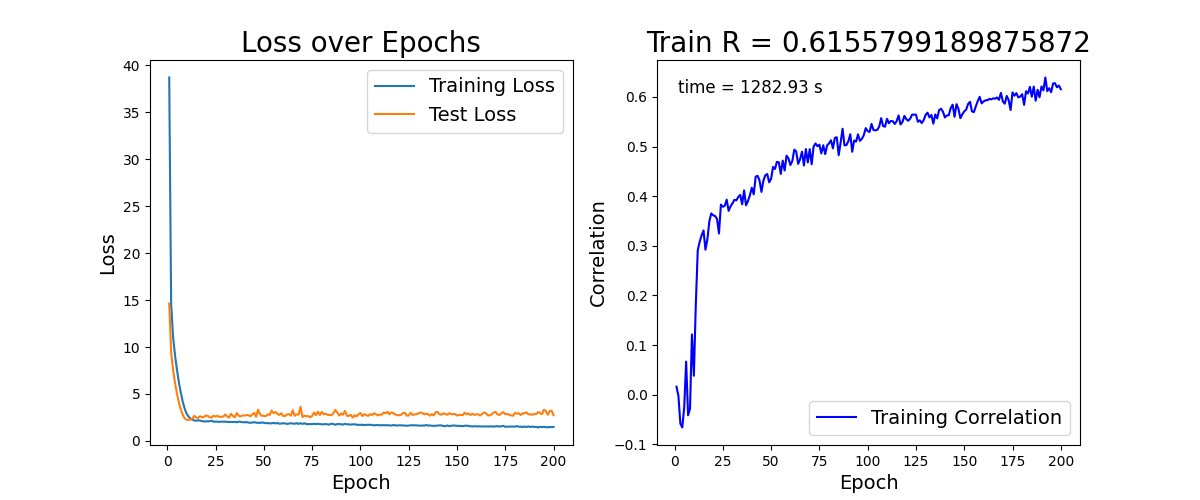 Loss over Epochs
40
35
30
25
20
15
10
5
0
Loss
Training Loss
Test Loss
0 25 50 75 100 125 150 175 200
Epoch
Train R = 0.6155799189875872
time = 1282.93 s
0.6
0.5
0.4
0.3
0.2
0.1
0.0
−0.1
Correlation
Training Correlation
0 25 50 75 100 125 150 175 200
Epoch